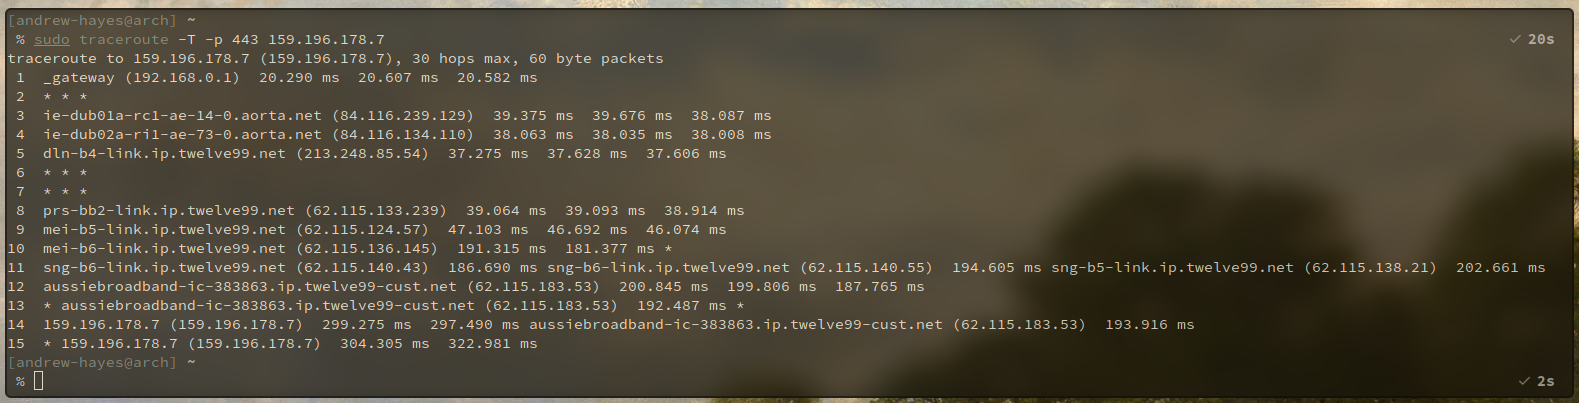 [andrew-hayes@arch] ~
% sudo traceroute -T -p 443 159.196.178.7 ✓ 20s
traceroute to 159.196.178.7 (159.196.178.7), 30 hops max, 60 byte packets
1 _gateway (192.168.0.1) 20.290 ms 20.607 ms 20.582 ms
2 * * *
3 ie-dub01a-rc1-ae-14-0.aorta.net (84.116.239.129) 39.375 ms 39.676 ms 38.087 ms
4 ie-dub02a-ri1-ae-73-0.aorta.net (84.116.134.110) 38.063 ms 38.035 ms 38.008 ms
5 dln-b4-link.ip.twelve99.net (213.248.85.54) 37.275 ms 37.628 ms 37.606 ms
6 * * *
7 * * *
8 prs-bb2-link.ip.twelve99.net (62.115.133.239) 39.064 ms 39.093 ms 38.914 ms
9 mei-b5-link.ip.twelve99.net (62.115.124.57) 47.103 ms 46.692 ms 46.074 ms
10 mei-b6-link.ip.twelve99.net (62.115.136.145) 191.315 ms 181.377 ms *
11 sng-b6-link.ip.twelve99.net (62.115.140.43) 186.690 ms sng-b6-link.ip.twelve99.net (62.115.140.55) 194.605 ms sng-b5-link.ip.twelve99.net (62.115.138.21) 202.661 ms
12 aussiebroadband-ic-383863.ip.twelve99-cust.net (62.115.183.53) 200.845 ms 199.806 ms 187.765 ms
13 * aussiebroadband-ic-383863.ip.twelve99-cust.net (62.115.183.53) 192.487 ms *
14 159.196.178.7 (159.196.178.7) 299.275 ms 297.490 ms aussiebroadband-ic-383863.ip.twelve99-cust.net (62.115.183.53) 193.916 ms
15 * 159.196.178.7 (159.196.178.7) 304.305 ms 322.981 ms
[andrew-hayes@arch] ~
% ✓ 2s